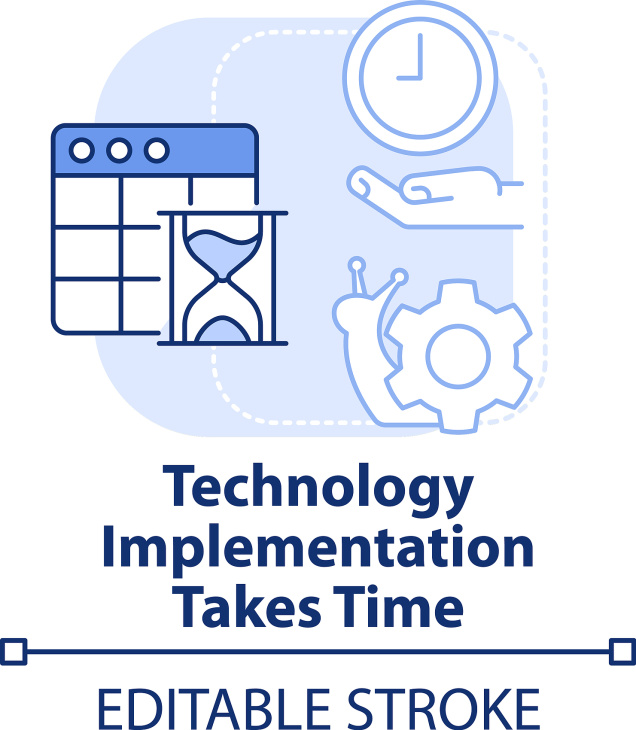 Technology
Implementation
Takes Time
EDITABLE STROKE